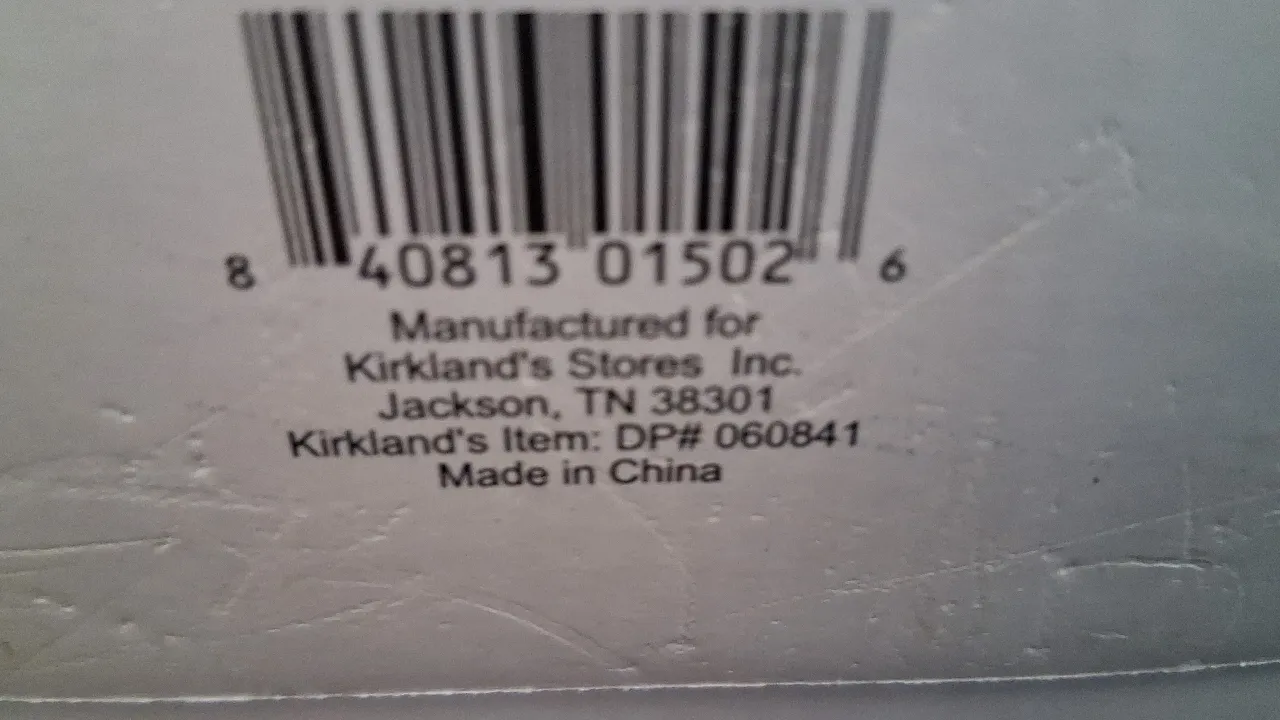 8 40813 01502 6
Manufactured for
Kirkland's Stores Inc.
Jackson, TN 38301
Kirkland's Item: DP# 060841
Made in China